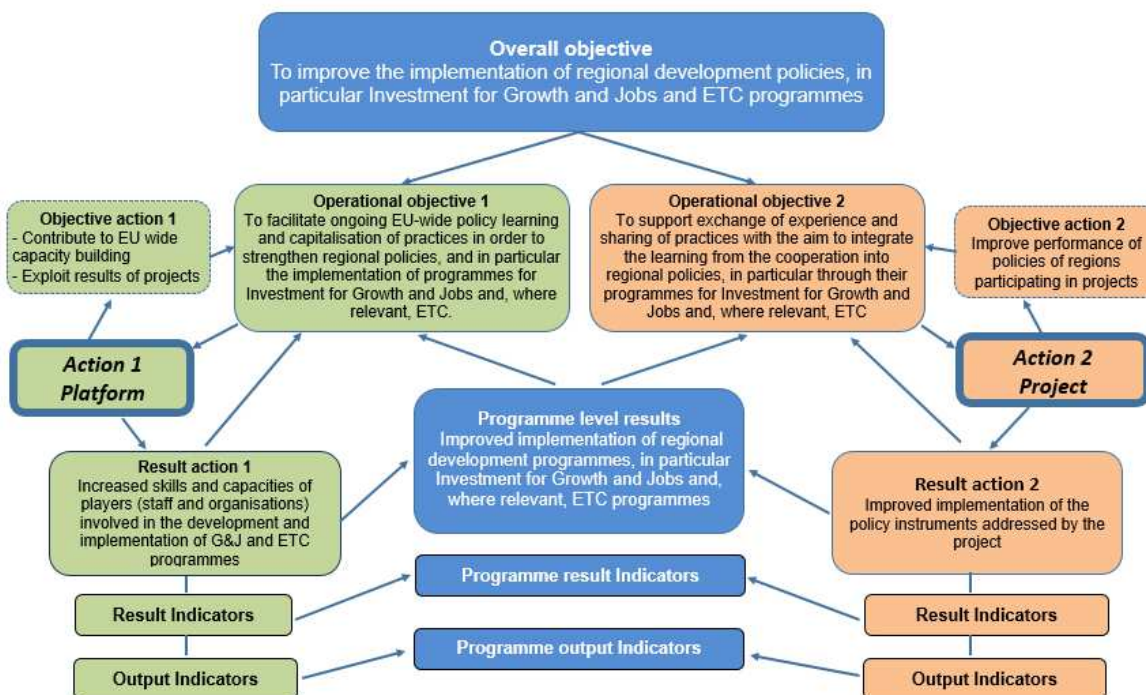 Overall objective
To improve the implementation of regional development policies, in
particular Investment for Growth and Jobs and ETC programmes
Objective action 1
- Contribute to EU wide
capacity building
- Exploit results of projects
Operational objective 1
To facilitate ongoing EU-wide policy learning
and capitalisation of practices in order to
strengthen regional policies, and in particular
the implementation of programmes for
Investment for Growth and Jobs and, where
relevant, ETC.
Operational objective 2
To support exchange of experience and
sharing of practices with the aim to integrate
the learning from the cooperation into
regional policies, in particular through their
programmes for Investment for Growth and
Jobs and, where relevant, ETC
Objective action 2
Improve performance of
policies of regions
participating in projects
Action 1
Platform
Action 2
Project
Programme level results
Improved implementation of regional
development programmes, in particular
Investment for Growth and Jobs and,
where relevant, ETC programmes
Result action 1
Increased skills and capacities of
players (staff and organisations)
involved in the development and
implementation of G&J and ETC
programmes
Result action 2
Improved implementation of the
policy instruments addressed by the
project
Programme result Indicators
Result Indicators
Result Indicators
Programme output Indicators
Output Indicators
Output Indicators